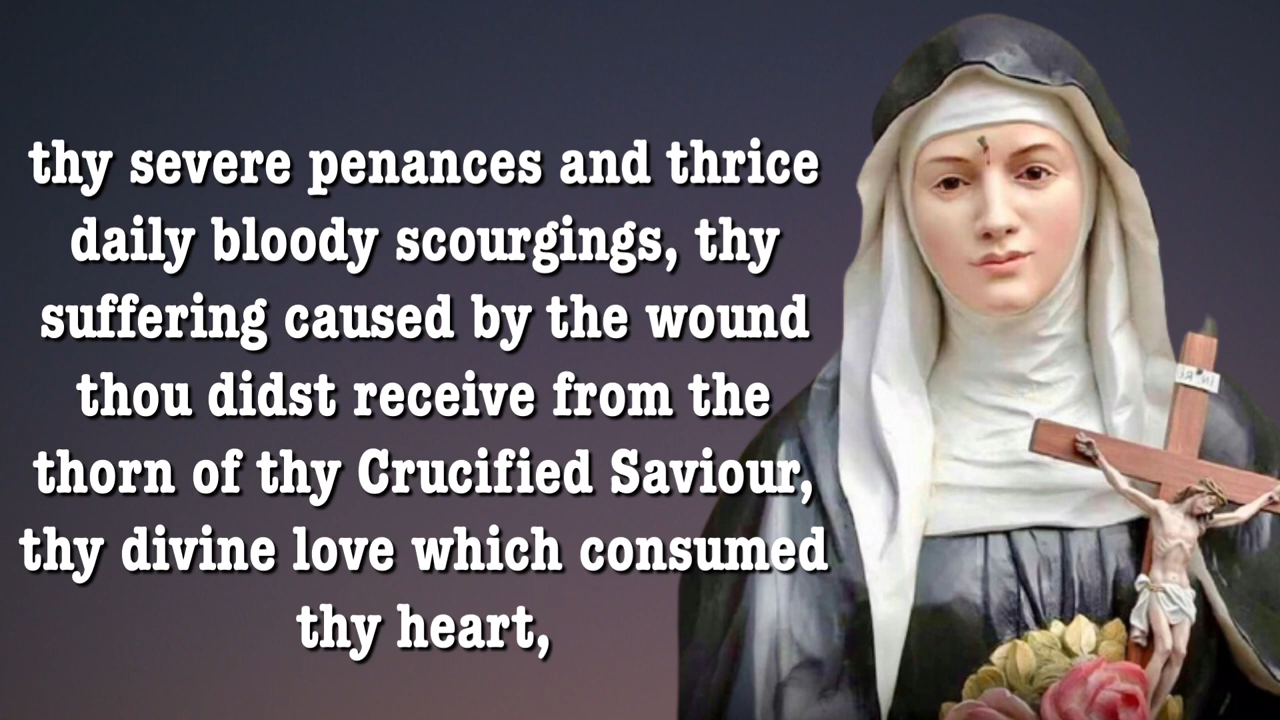 thy severe penances and thrice
daily bloody scourgings, thy
suffering caused by the wound
thou didst receive from the
thorn of thy Crucified Saviour,
thy divine love which consumed
thy heart,